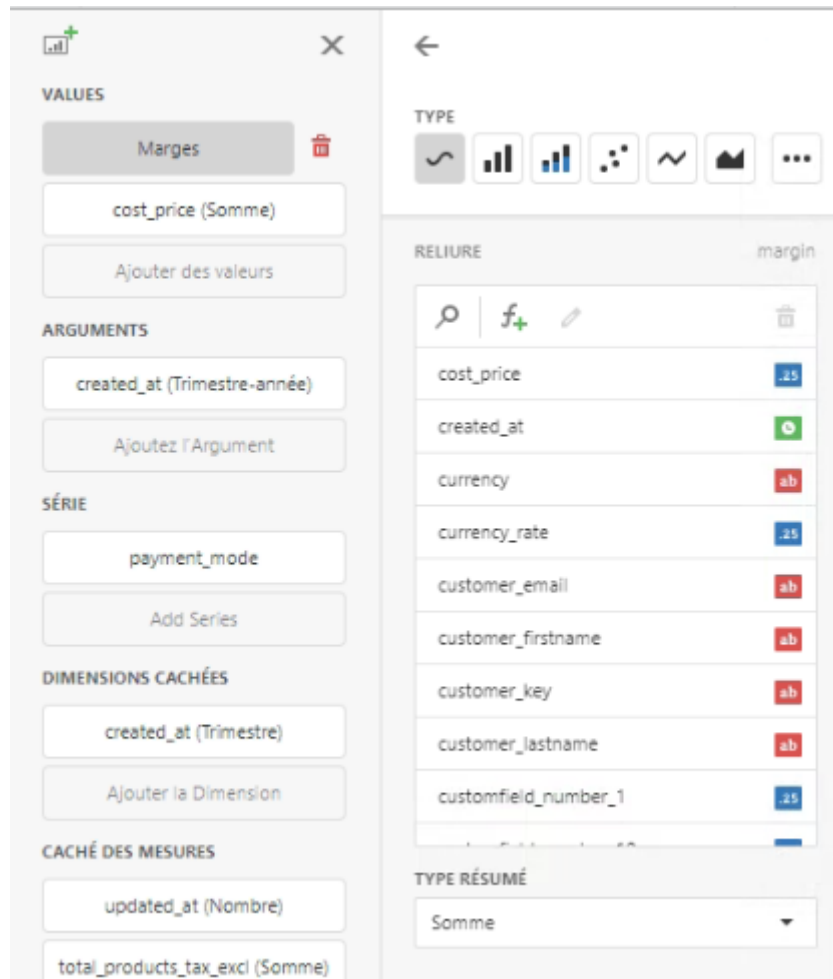 VALUES
Marges
cost_price (Somme)
Ajouter des valeurs
ARGUMENTS
created_at (Trimestre-année)
Ajoutez l'Argument
SÉRIE
payment_mode
Add Series
DIMENSIONS CACHÉES
created_at (Trimestre)
Ajouter la Dimension
CACHÉ DES MESURES
updated_at (Nombre)
total_products_tax_excl (Somme)
TYPE
RELIURE margin
cost_price .25
created_at
currency ab
currency_rate .25
customer_email ab
customer_firstname ab
customer_key ab
customer_lastname ab
customfield_number_1 .25
TYPE RÉSUMÉ
Somme